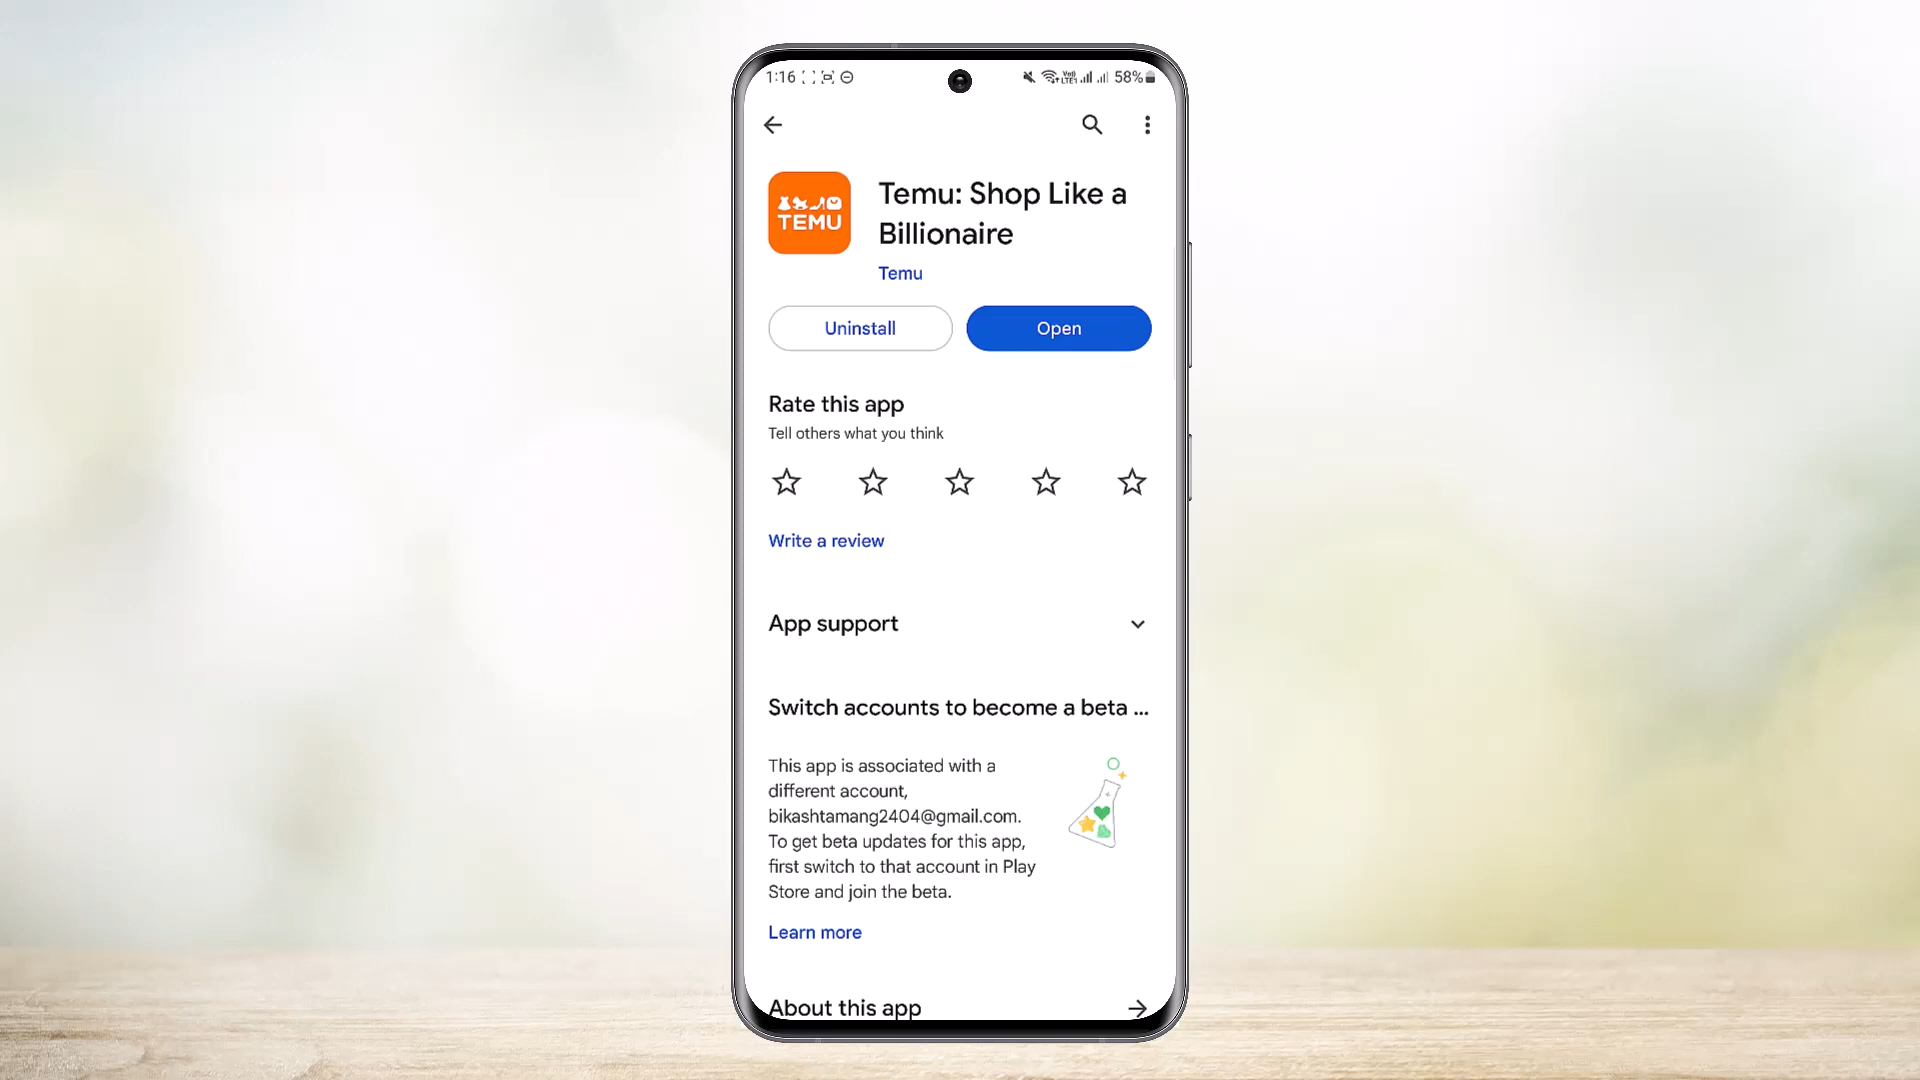 1:16 58%
TEMU
Temu: Shop Like a
Billionaire
Temu
Uninstall Open
Rate this app
Tell others what you think
Write a review
App support
Switch accounts to become a beta ...
This app is associated with a
different account,
bikashtamang2404@gmail.com.
To get beta updates for this app,
first switch to that account in Play
Store and join the beta.
Learn more
About this app